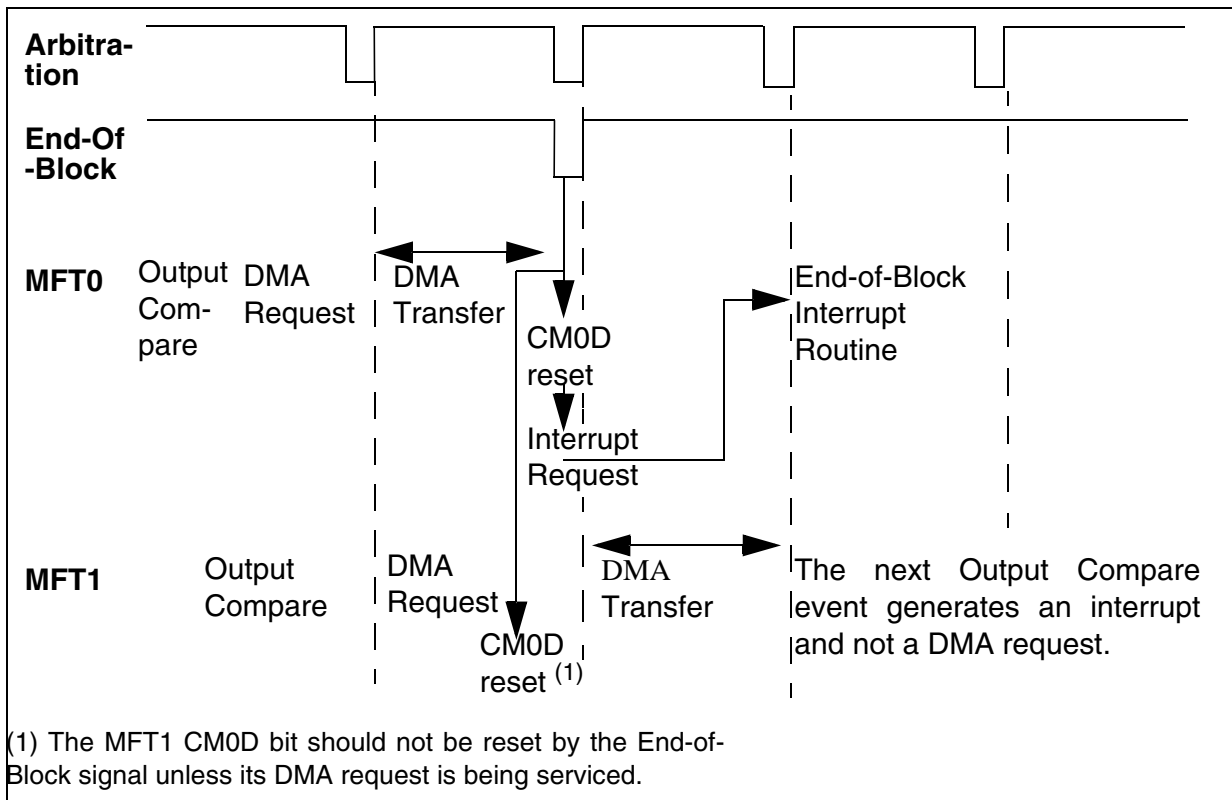 Arbitra-
tion
End-Of
-Block
MFT0
Output
Com-
pare
DMA
Request
DMA
Transfer
CM0D
reset
Interrupt
Request
End-of-Block
Interrupt
Routine
MFT1
Output
Compare
DMA
Request
CM0D
reset (1)
DMA
Transfer
The next Output Compare
event generates an interrupt
and not a DMA request.
(1) The MFT1 CM0D bit should not be reset by the End-of-
Block signal unless its DMA request is being serviced.